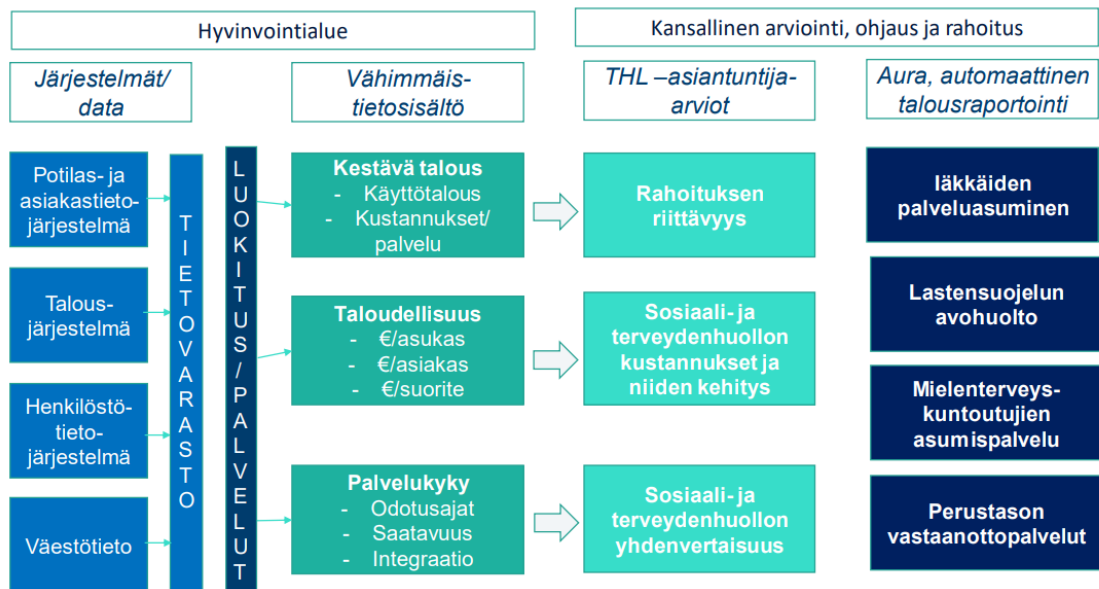 Hyvinvointialue
Kansallinen arviointi, ohjaus ja rahoitus
Järjestelmät/
data
Vähimmäis-
tietosisältö
THL –asiantuntija-
arviot
Aura, automaattinen
talousraportointi
Potilas- ja
asiakastieto-
järjestelmä
Talous-
järjestelmä
Henkilöstö-
tieto-
järjestelmä
Väestötieto
TIETOVARASTO
LUOKITUS/PALVELUT
Kestävä talous
- Käyttötalous
- Kustannukset/
palvelu
Taloudellisuus
- €/asukas
- €/asiakas
- €/suorite
Palvelukyky
- Odotusajat
- Saatavuus
- Integraatio
Rahoituksen
riittävyys
Sosiaali- ja
terveydenhuollon
kustannukset ja
niiden kehitys
Sosiaali- ja
terveydenhuollon
yhdenvertaisuus
Iäkkäiden
palveluasuminen
Lastensuojelun
avohuolto
Mielenterveys-
kuntoutujien
asumispalvelu
Perustason
vastaanottopalvelut